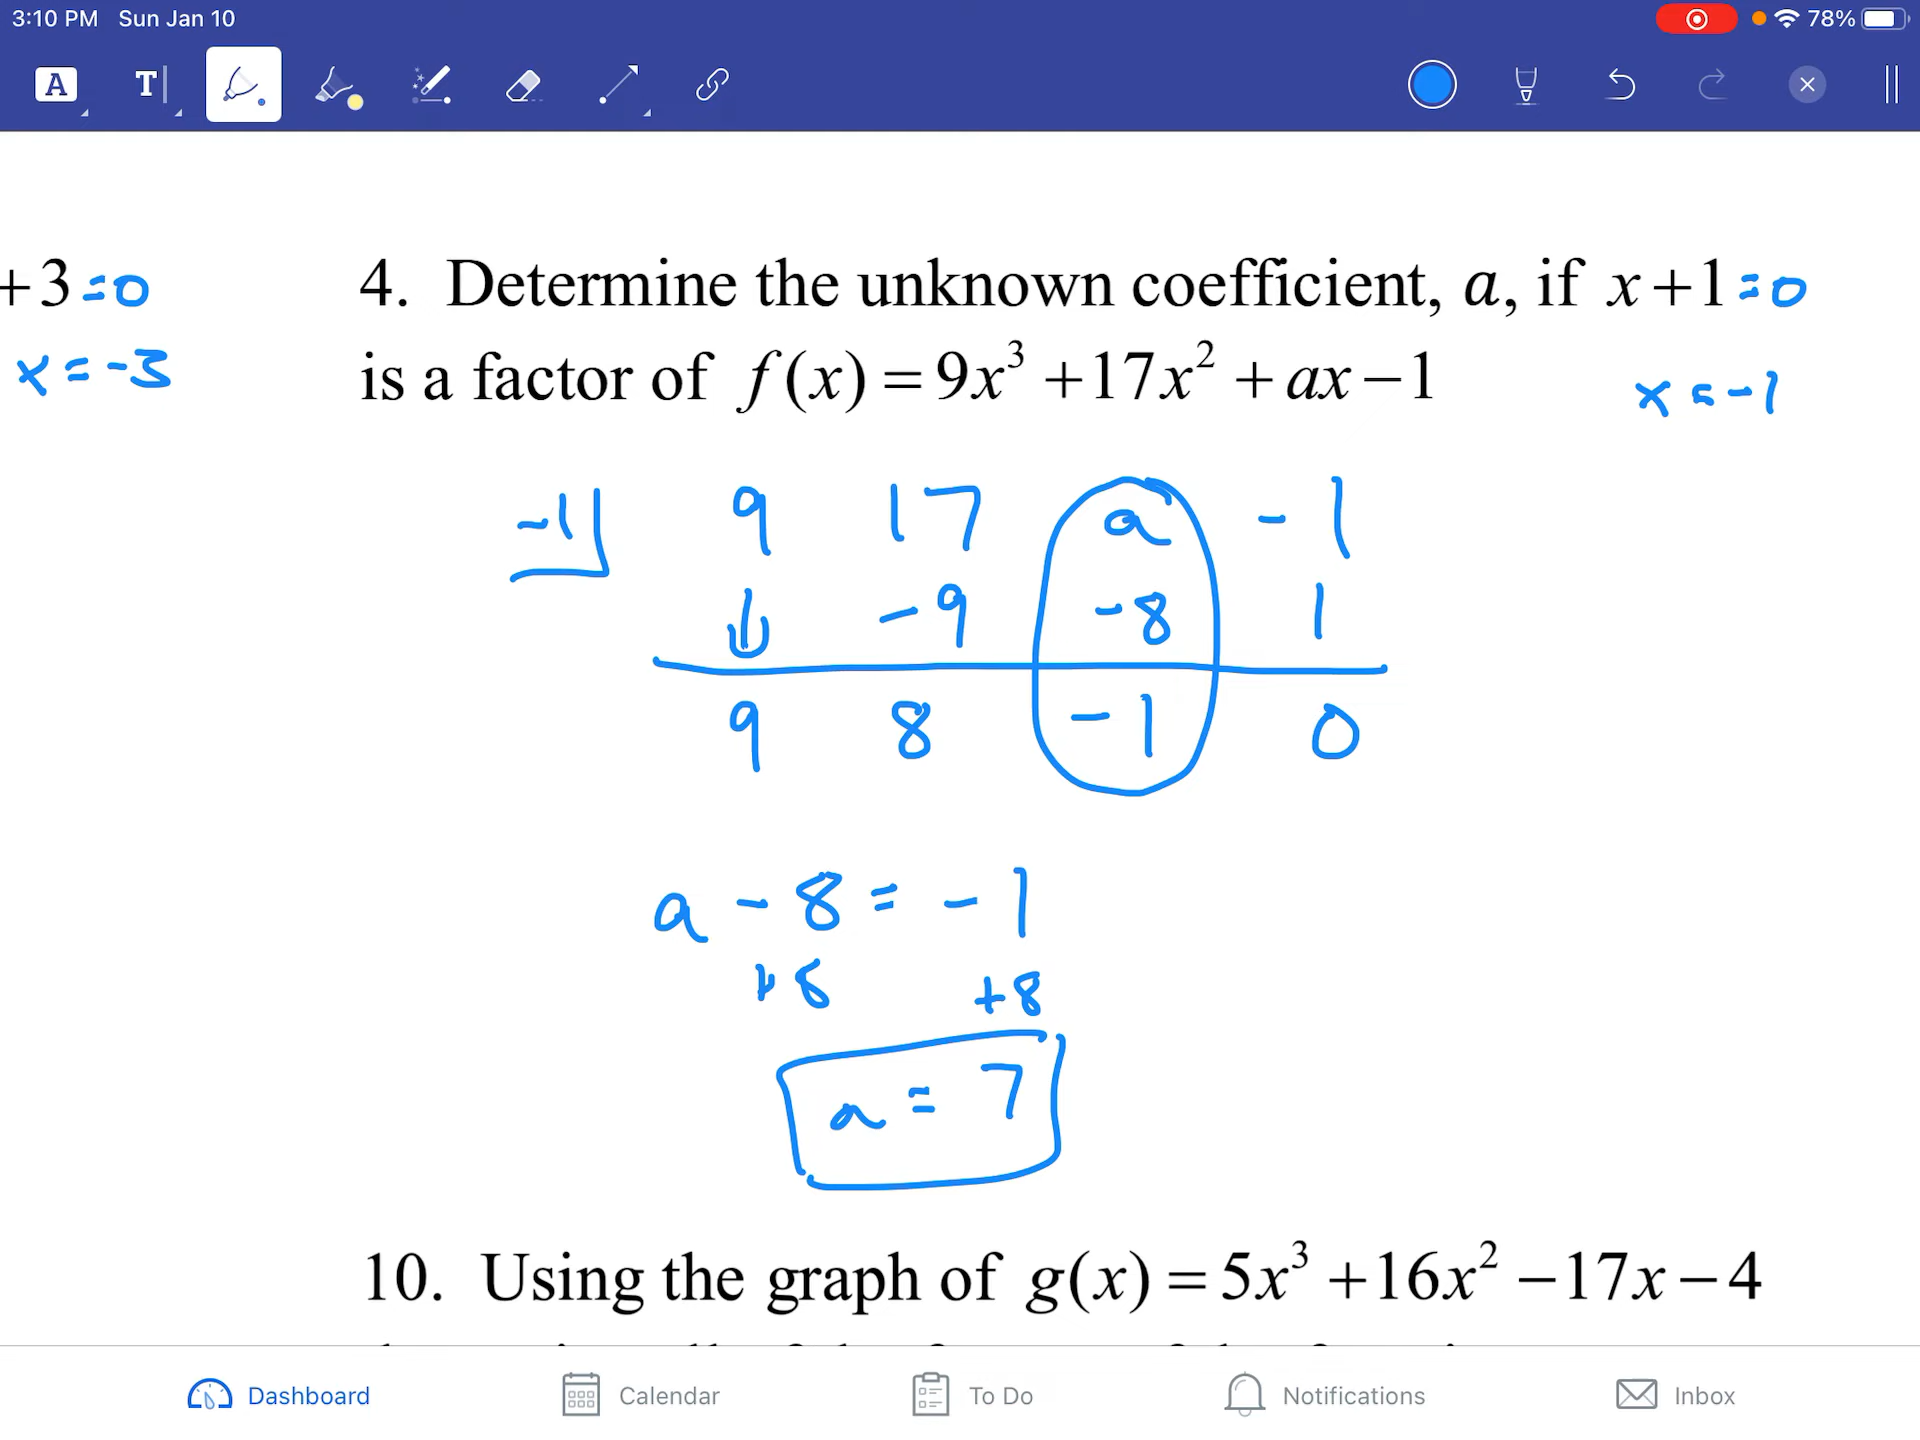 3:10 PM Sun Jan 10
78%
A T
+3=0
4. Determine the unknown coefficient, a, if x+1=0
is a factor of f(x)=9x³+17x²+ax−1
x=-3
x=-1
-1 9 17 a -1
-9 -8 1
9 8 -1 0
a - 8 = -1
+8 +8
a = 7
10. Using the graph of g(x)=5x³+16x²−17x−4
Dashboard Calendar To Do Notifications Inbox